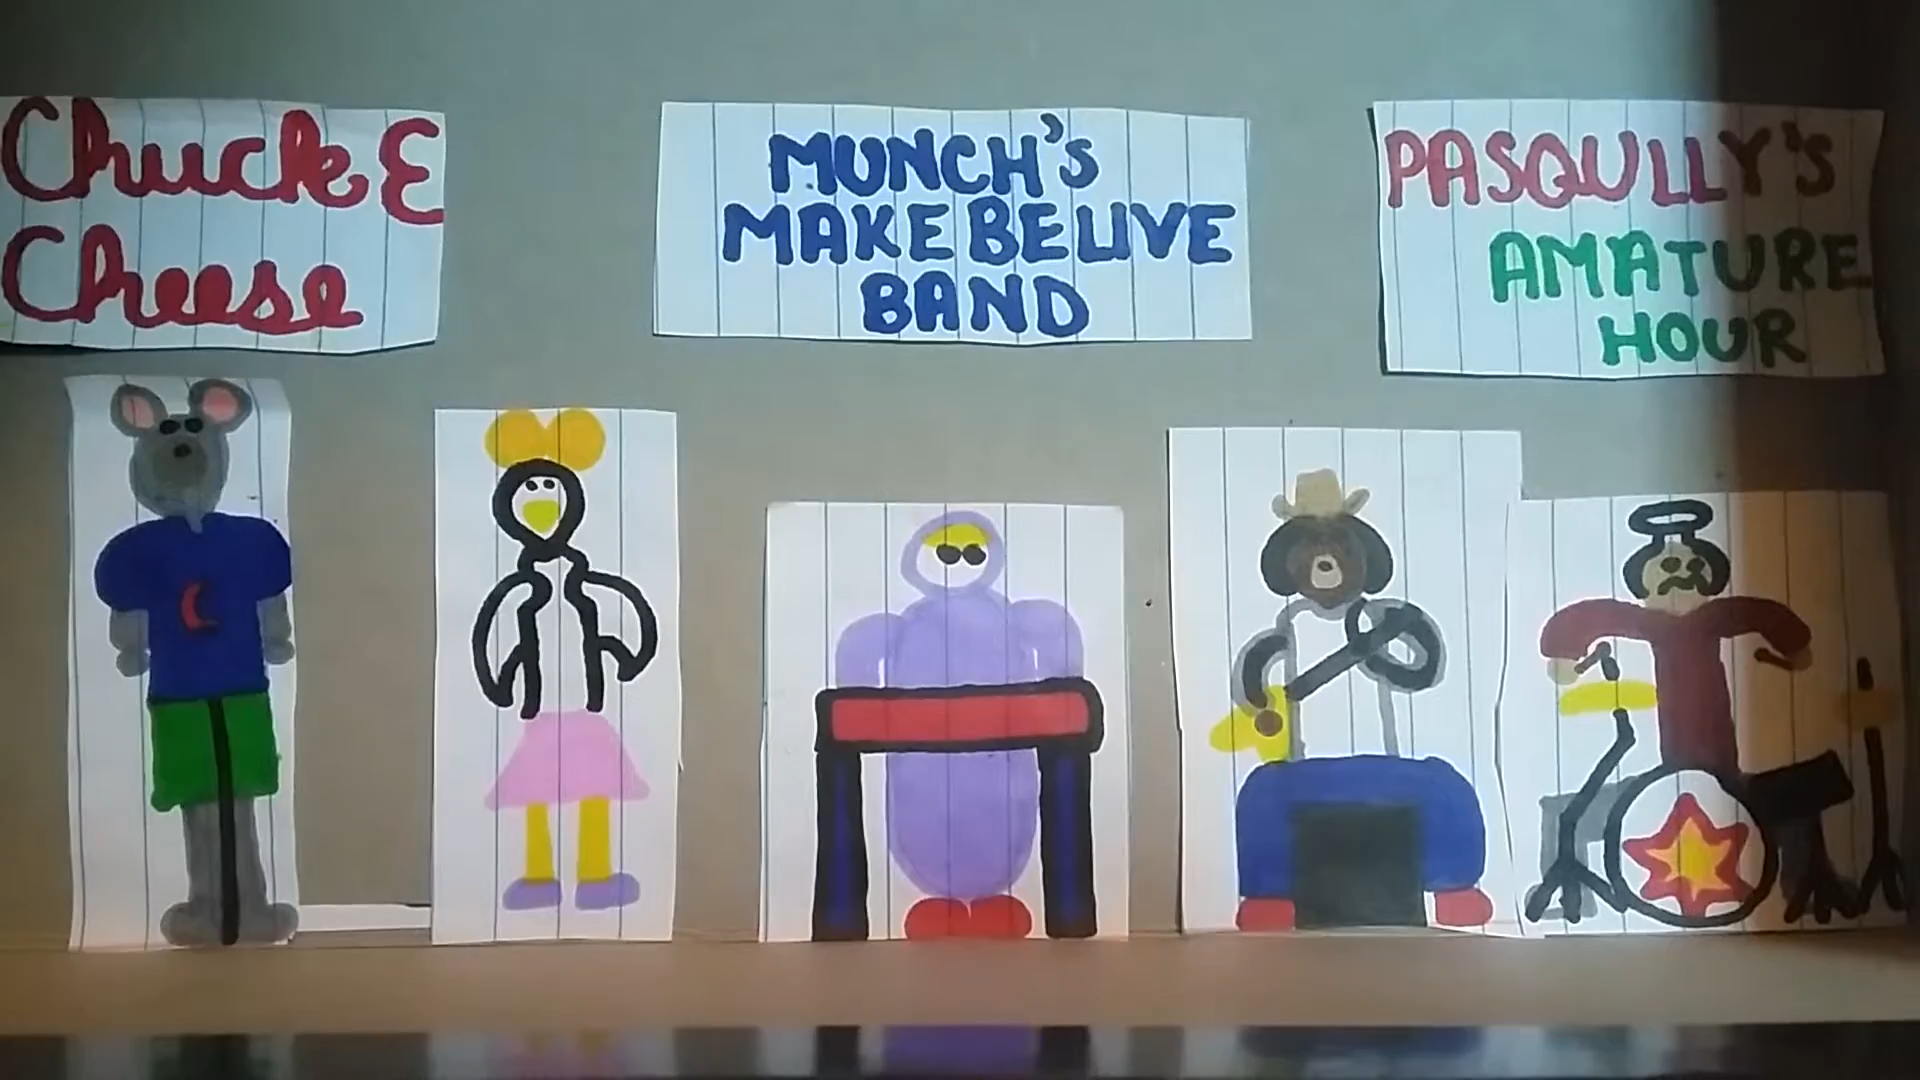 Chuck E
Cheese
MUNCH'S
MAKE BELIVE
BAND
PASQULLY'S
AMATURE
HOUR